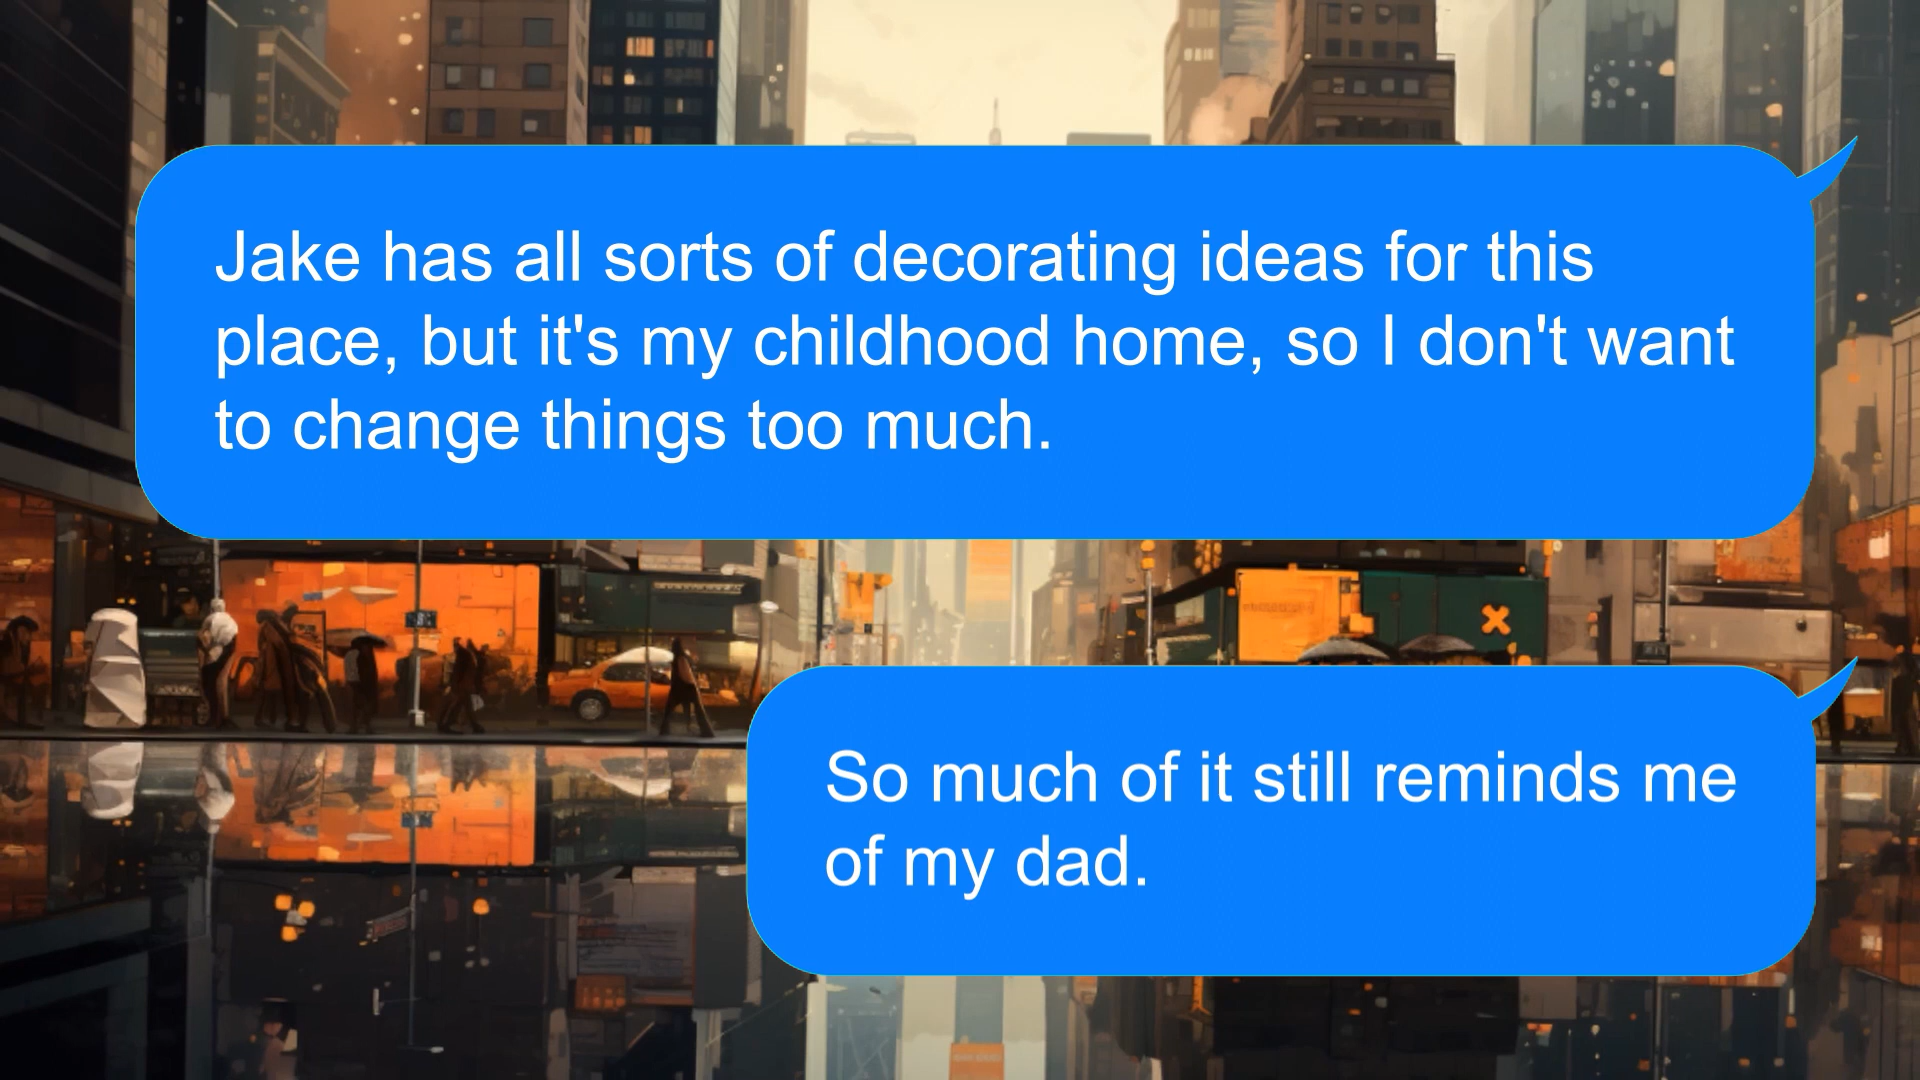 Jake has all sorts of decorating ideas for this
place, but it's my childhood home, so I don't want
to change things too much.
So much of it still reminds me
of my dad.